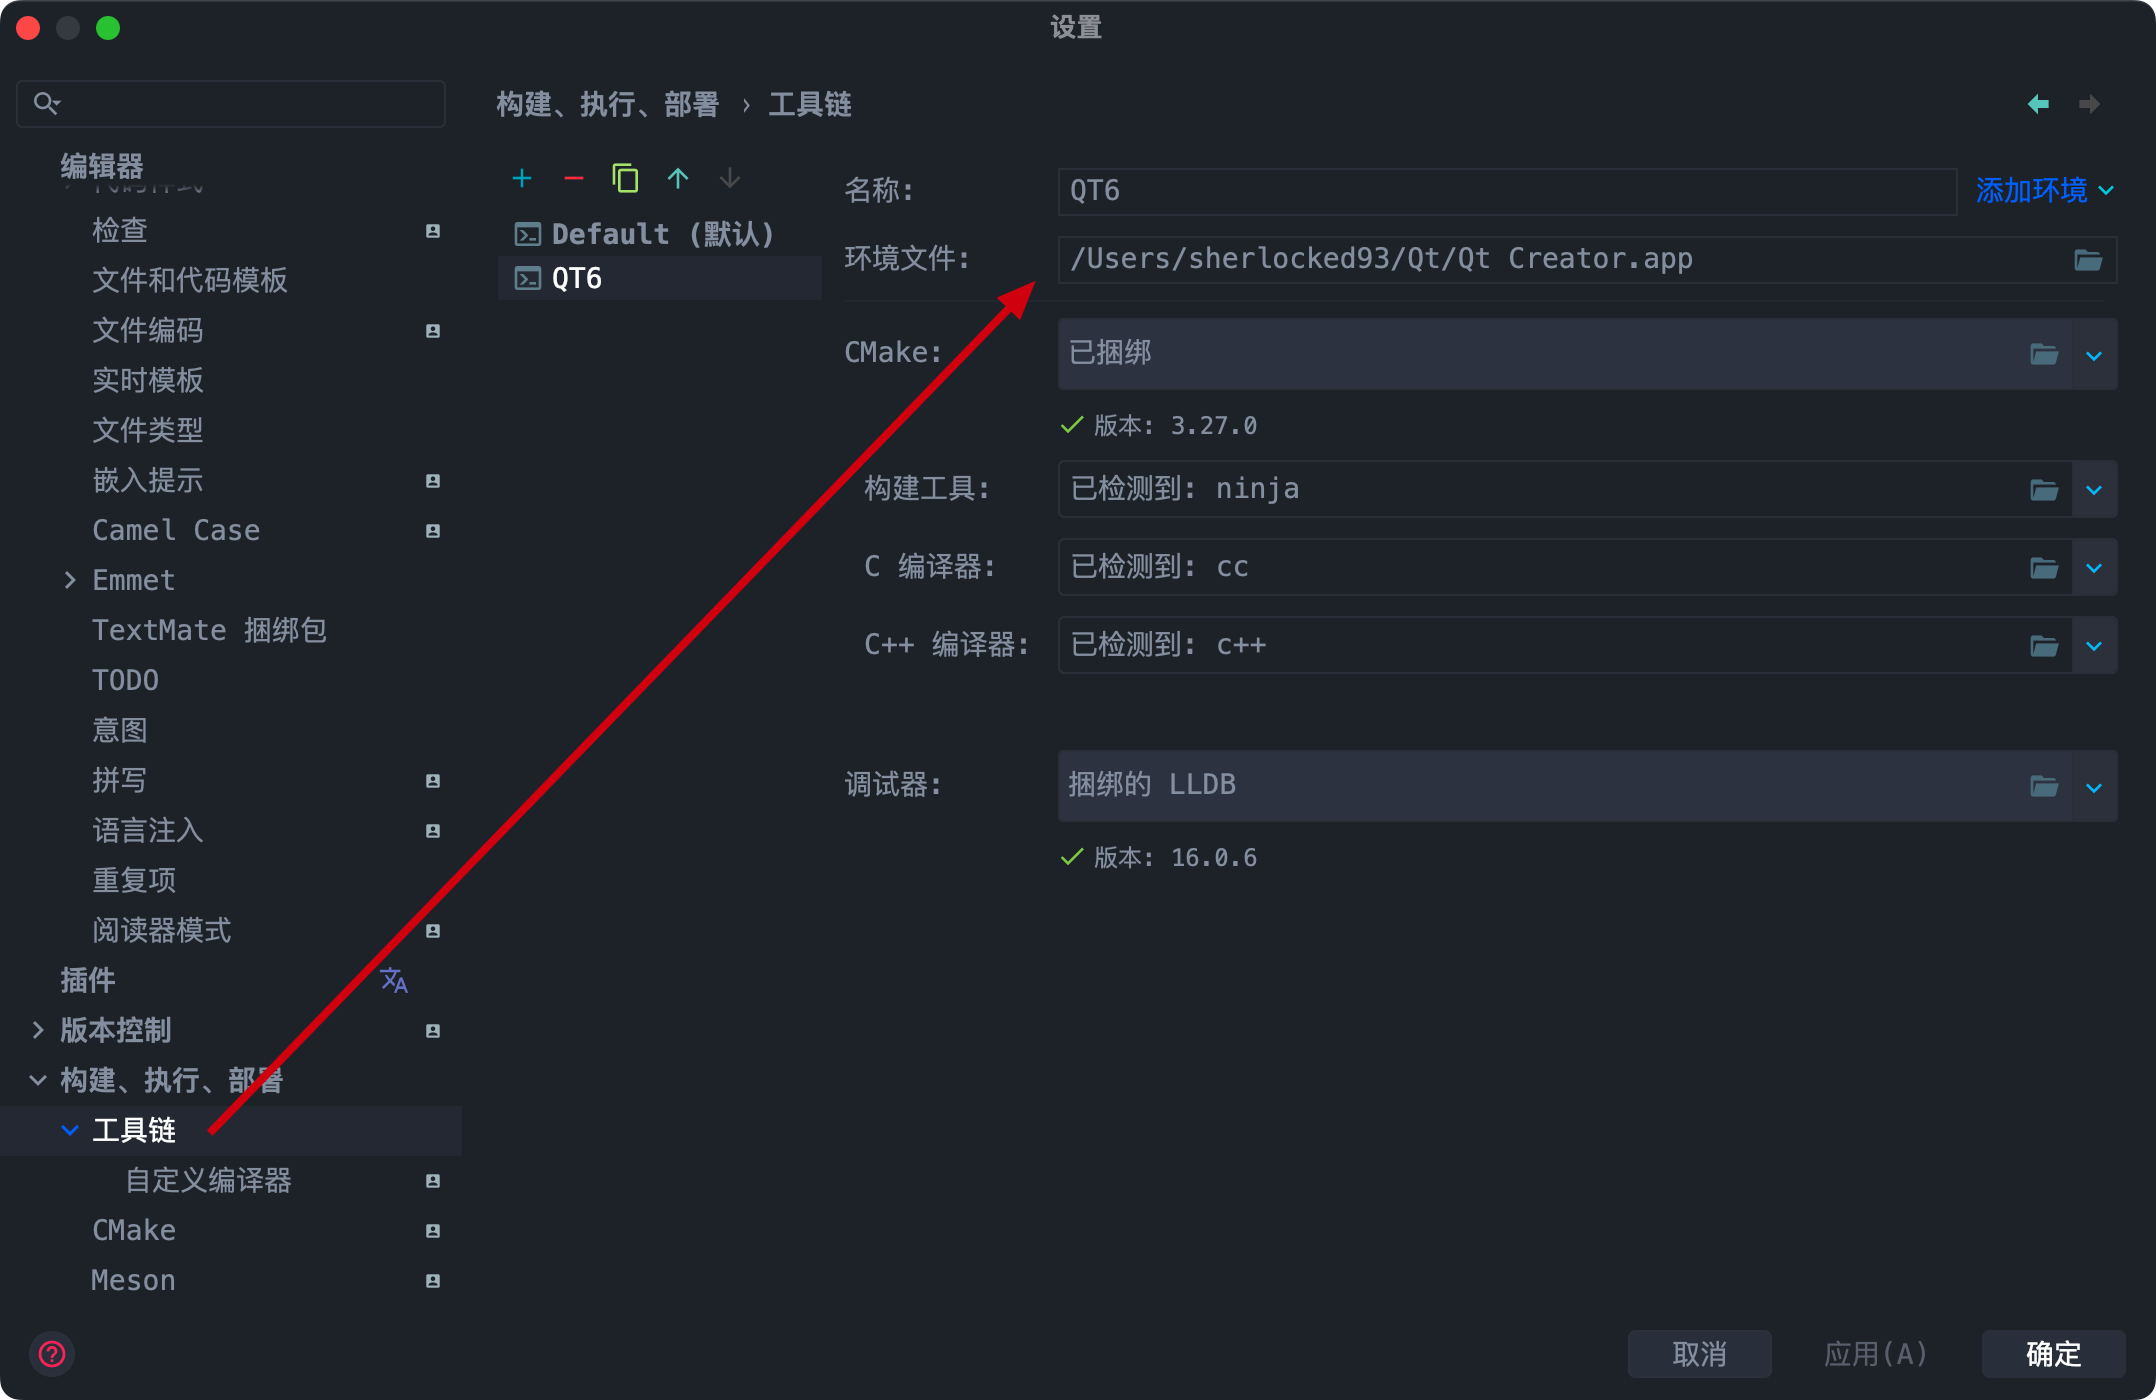 设置
编辑器
代码样式
检查
文件和代码模板
文件编码
实时模板
文件类型
嵌入提示
Camel Case
Emmet
TextMate 捆绑包
TODO
意图
拼写
语言注入
重复项
阅读器模式
插件
版本控制
构建、执行、部署
工具链
自定义编译器
CMake
Meson
构建、执行、部署 › 工具链
Default (默认)
QT6
名称: QT6 添加环境
环境文件: /Users/sherlocked93/Qt/Qt Creator.app
CMake: 已捆绑
版本: 3.27.0
构建工具: 已检测到: ninja
C 编译器: 已检测到: cc
C++ 编译器: 已检测到: c++
调试器: 捆绑的 LLDB
版本: 16.0.6
取消 应用(A) 确定